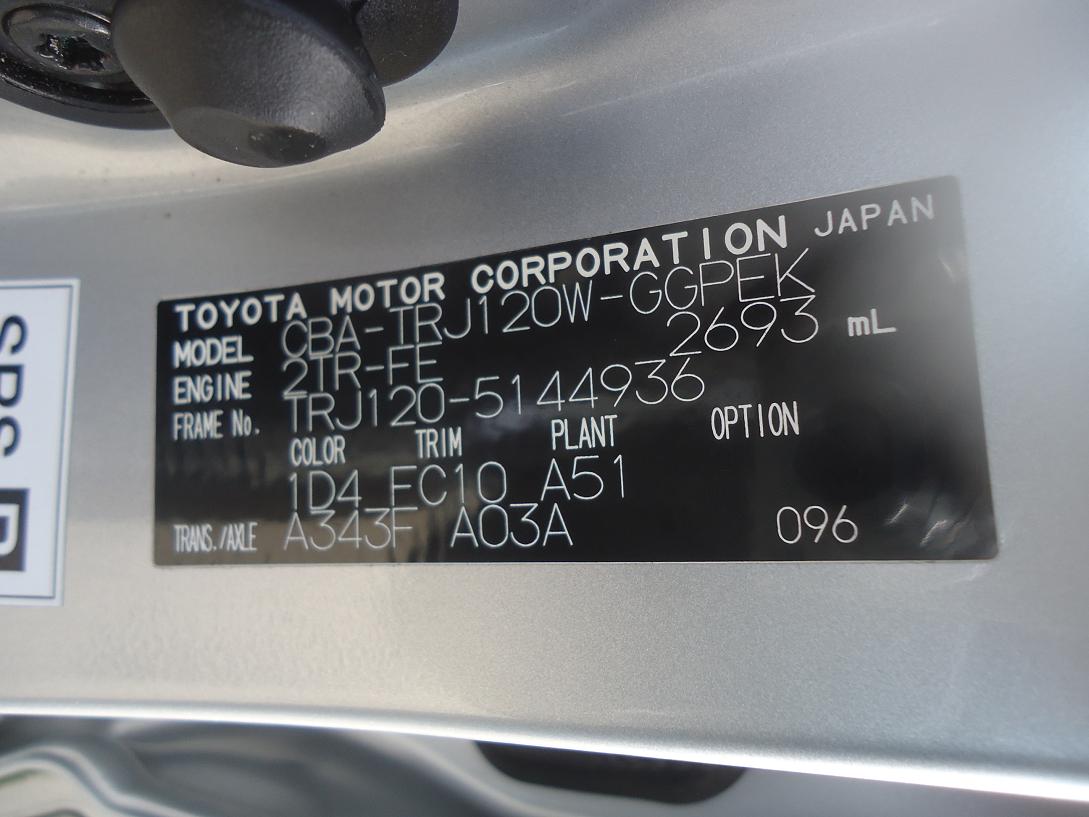 TOYOTA MOTOR CORPORATION JAPAN
MODEL CBA-TRJ120W-GGPEK
ENGINE 2TR-FE 2693 mL
FRAME No. TRJ120-5144936
COLOR TRIM PLANT OPTION
1D4 FC10 A51
TRANS./AXLE A343F A03A 096
SRS